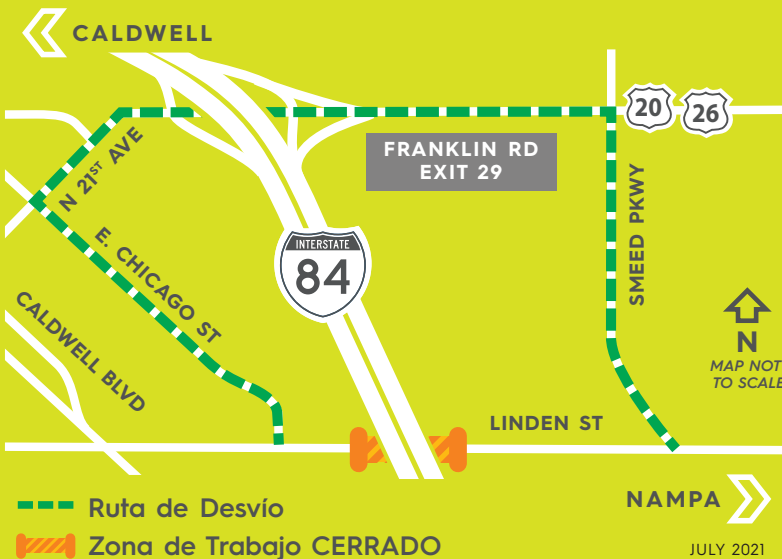 CALDWELL
20
26
FRANKLIN RD
EXIT 29
N 21ST AVE
SMEED PKWY
E. CHICAGO ST
INTERSTATE
84
CALDWELL BLVD
N
MAP NOT
TO SCALE
LINDEN ST
NAMPA
Ruta de Desvío
Zona de Trabajo CERRADO
JULY 2021